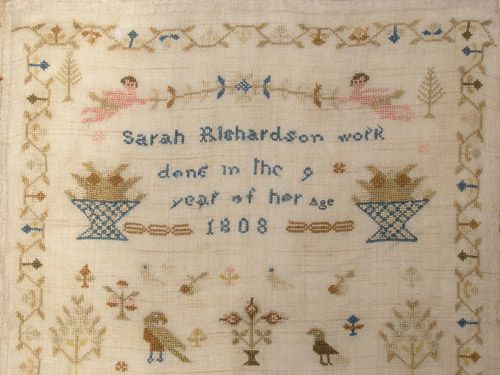 Sarah Richardson work
done in the 9
year of her Age
1808